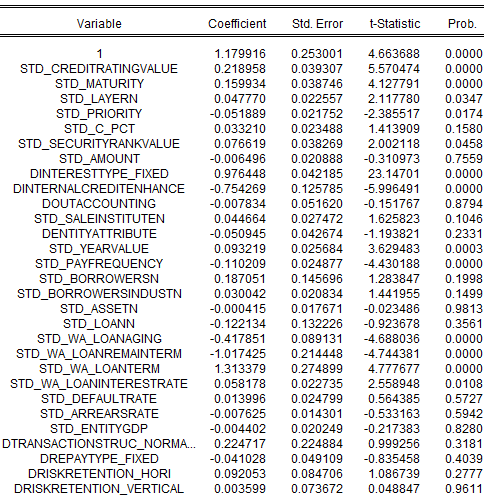 Variable Coefficient Std. Error t-Statistic Prob.
1 1.179916 0.253001 4.663688 0.0000
STD_CREDITRATINGVALUE 0.218958 0.039307 5.570474 0.0000
STD_MATURITY 0.159934 0.038746 4.127791 0.0000
STD_LAYERN 0.047770 0.022557 2.117780 0.0347
STD_PRIORITY -0.051889 0.021752 -2.385517 0.0174
STD_C_PCT 0.033210 0.023488 1.413909 0.1580
STD_SECURITYRANKVALUE 0.076619 0.038269 2.002118 0.0458
STD_AMOUNT -0.006496 0.020888 -0.310973 0.7559
DINTERESTTYPE_FIXED 0.976448 0.042185 23.14701 0.0000
DINTERNALCREDITENHANCE -0.754269 0.125785 -5.996491 0.0000
DOUTACCOUNTING -0.007834 0.051620 -0.151767 0.8794
STD_SALEINSTITUTEN 0.044664 0.027472 1.625823 0.1046
DENTITYATTRIBUTE -0.050945 0.042674 -1.193821 0.2331
STD_YEARVALUE 0.093219 0.025684 3.629483 0.0003
STD_PAYFREQUENCY -0.110209 0.024877 -4.430188 0.0000
STD_BORROWERSN 0.187051 0.145696 1.283847 0.1998
STD_BORROWERSINDUSTN 0.030042 0.020834 1.441955 0.1499
STD_ASSETN -0.000415 0.017671 -0.023486 0.9813
STD_LOANN -0.122134 0.132226 -0.923678 0.3561
STD_WA_LOANAGING -0.417851 0.089131 -4.688036 0.0000
STD_WA_LOANREMAINTERM -1.017425 0.214448 -4.744381 0.0000
STD_WA_LOANTERM 1.313379 0.274899 4.777677 0.0000
STD_WA_LOANINTERESTRATE 0.058178 0.022735 2.558948 0.0108
STD_DEFAULTRATE 0.013996 0.024799 0.564385 0.5727
STD_ARREARSRATE -0.007625 0.014301 -0.533163 0.5942
STD_ENTITYGDP -0.004402 0.020249 -0.217383 0.8280
DTRANSACTIONSTRUC_NORMA... 0.224717 0.224884 0.999256 0.3181
DREPAYTYPE_FIXED -0.041028 0.049109 -0.835458 0.4039
DRISKRETENTION_HORI 0.092053 0.084706 1.086739 0.2777
DRISKRETENTION_VERTICAL 0.003599 0.073672 0.048847 0.9611